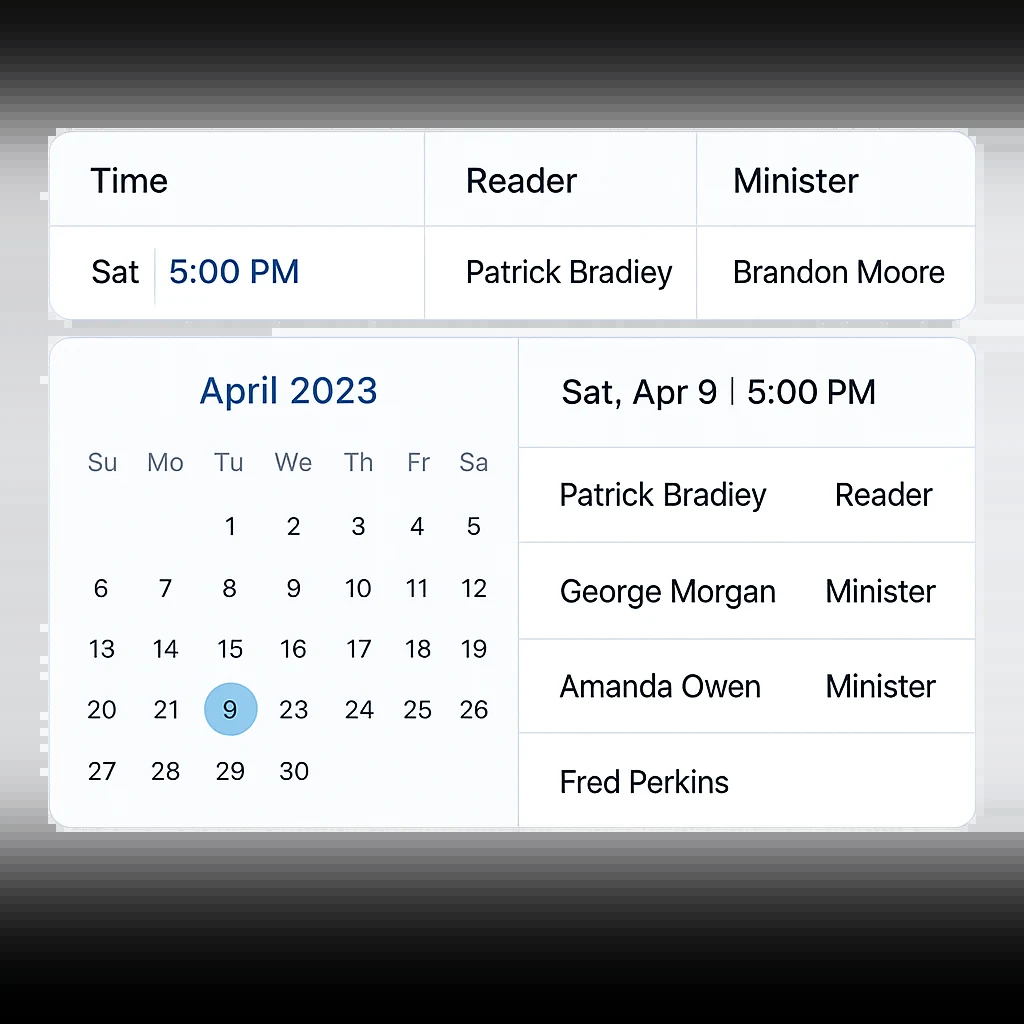 Time Reader Minister
Sat 5:00 PM Patrick Bradiey Brandon Moore
April 2023
Su Mo Tu We Th Fr Sa
1 2 3 4 5
6 7 8 9 10 11 12
13 14 15 16 17 18 19
20 21 9 23 24 25 26
27 28 29 30
Sat, Apr 9 | 5:00 PM
Patrick Bradiey Reader
George Morgan Minister
Amanda Owen Minister
Fred Perkins